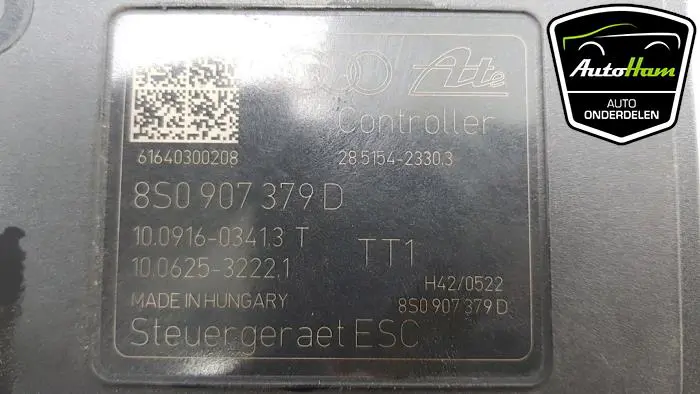 Ate
Controller
61640300208
28.5154-2330.3
8S0 907 379 D
10.0916-0341.3 T
10.0625-3222.1
TT1
H42/0522
MADE IN HUNGARY
8S0 907 379 D
Steuergeraet ESC
AutoHam
AUTO
ONDERDELEN